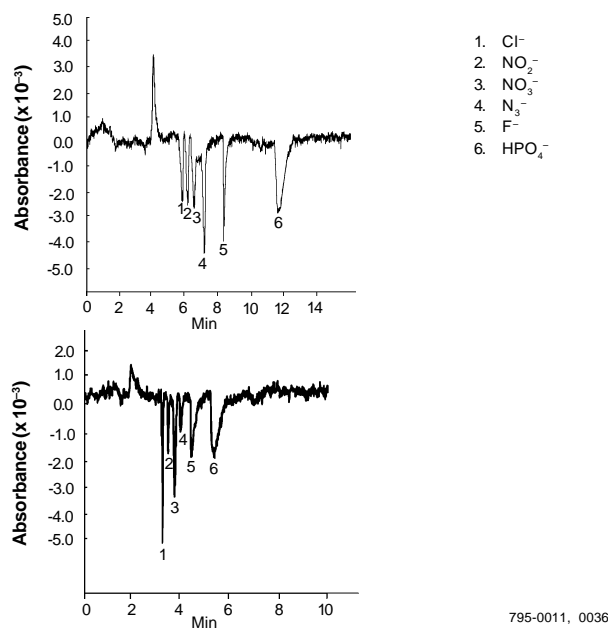 Absorbance (x 10⁻³)
5.0
4.0
3.0
2.0
1.0
0.0
-1.0
-2.0
-3.0
-4.0
-5.0
1
2
3
4
5
6
0 2 4 6 8 10 12 14
Min
1. Cl⁻
2. NO₂⁻
3. NO₃⁻
4. N₃⁻
5. F⁻
6. HPO₄⁻
Absorbance (x 10⁻³)
2.0
1.0
0.0
-1.0
-2.0
-3.0
-4.0
-5.0
1
2
3
4
5
6
0 2 4 6 8 10
Min
795-0011, 0036